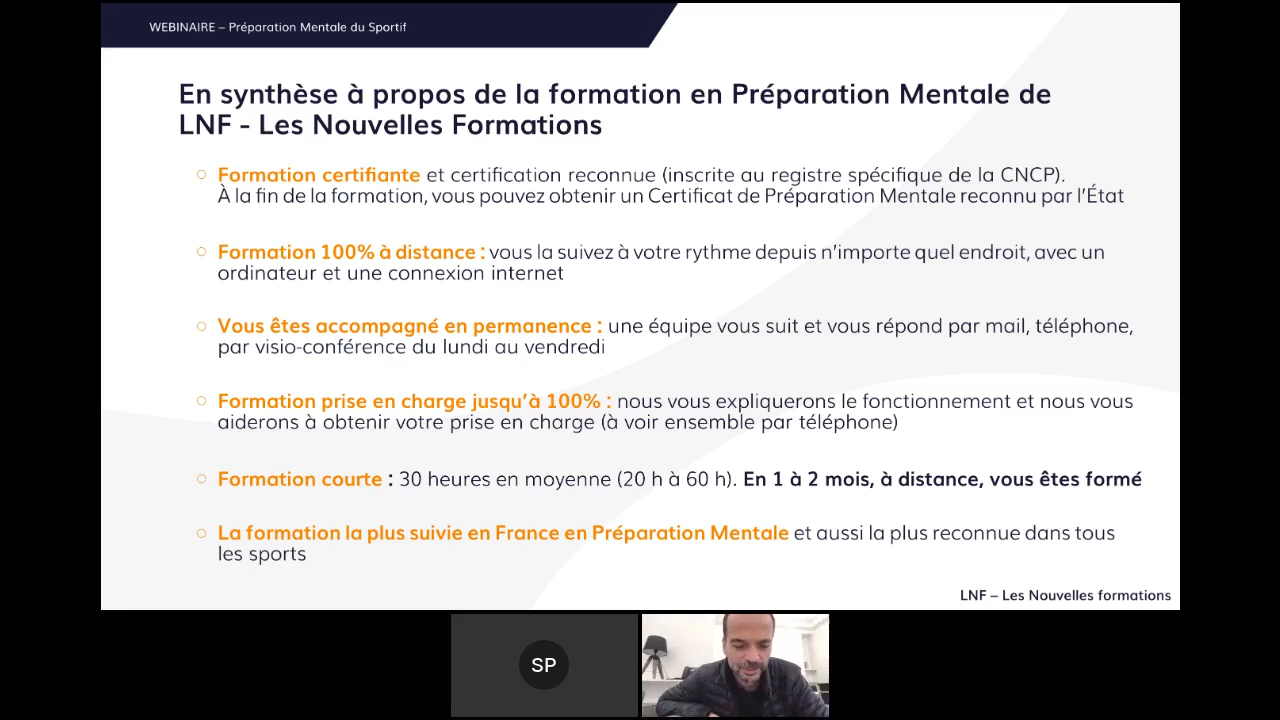 WEBINAIRE – Préparation Mentale du Sportif
En synthèse à propos de la formation en Préparation Mentale de
LNF - Les Nouvelles Formations
Formation certifiante et certification reconnue (inscrite au registre spécifique de la CNCP).
À la fin de la formation, vous pouvez obtenir un Certificat de Préparation Mentale reconnu par l'État
Formation 100% à distance : vous la suivez à votre rythme depuis n'importe quel endroit, avec un
ordinateur et une connexion internet
Vous êtes accompagné en permanence : une équipe vous suit et vous répond par mail, téléphone,
par visio-conférence du lundi au vendredi
Formation prise en charge jusqu'à 100% : nous vous expliquerons le fonctionnement et nous vous
aiderons à obtenir votre prise en charge (à voir ensemble par téléphone)
Formation courte : 30 heures en moyenne (20 h à 60 h). En 1 à 2 mois, à distance, vous êtes formé
La formation la plus suivie en France en Préparation Mentale et aussi la plus reconnue dans tous
les sports
LNF – Les Nouvelles formations
SP